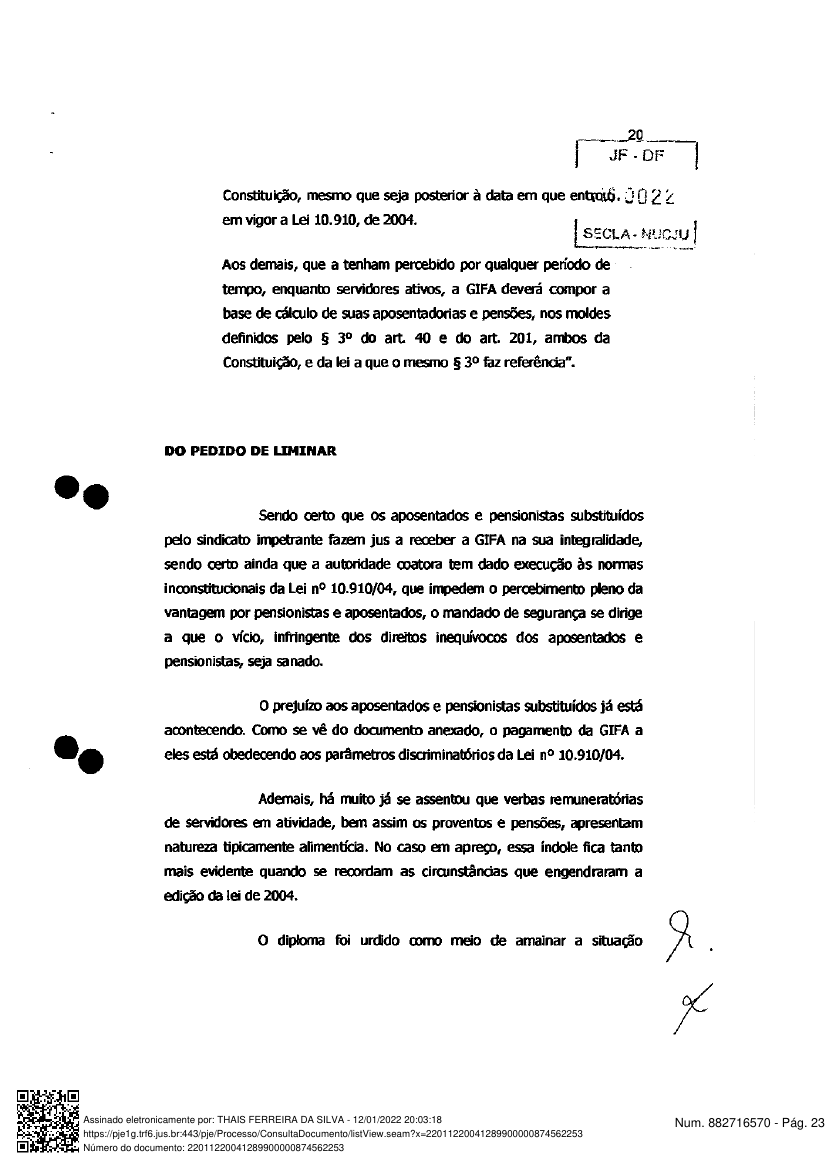 20
JF - DF
Constituição, mesmo que seja posterior à data em que entrou 0022
em vigor a Lei 10.910, de 2004.
SECLA - NUCJU
Aos demais, que a tenham percebido por qualquer período de
tempo, enquanto servidores ativos, a GIFA deverá compor a
base de cálculo de suas aposentadorias e pensões, nos moldes
definidos pelo § 3º do art. 40 e do art. 201, ambos da
Constituição, e da lei a que o mesmo § 3º faz referência".
DO PEDIDO DE LIMINAR
Sendo certo que os aposentados e pensionistas substituídos
pelo sindicato impetrante fazem jus a receber a GIFA na sua integralidade,
sendo certo ainda que a autoridade coatora tem dado execução às normas
inconstitucionais da Lei nº 10.910/04, que impedem o percebimento pleno da
vantagem por pensionistas e aposentados, o mandado de segurança se dirige
a que o vício, infringente dos direitos inequívocos dos aposentados e
pensionistas, seja sanado.
O prejuízo aos aposentados e pensionistas substituídos já está
acontecendo. Como se vê do documento anexado, o pagamento da GIFA a
eles está obedecendo aos parâmetros discriminatórios da Lei nº 10.910/04.
Ademais, há muito já se assentou que verbas remuneratórias
de servidores em atividade, bem assim os proventos e pensões, apresentam
natureza tipicamente alimentícia. No caso em apreço, essa índole fica tanto
mais evidente quando se recordam as circunstâncias que engendraram a
edição da lei de 2004.
O diploma foi urdido como meio de amainar a situação
Assinado eletronicamente por: THAIS FERREIRA DA SILVA - 12/01/2022 20:03:18
https://pje1g.trf6.jus.br:443/pje/Processo/ConsultaDocumento/listView.seam?x=22011220041289900000874562253
Número do documento: 22011220041289900000874562253
Num. 882716570 - Pág. 23